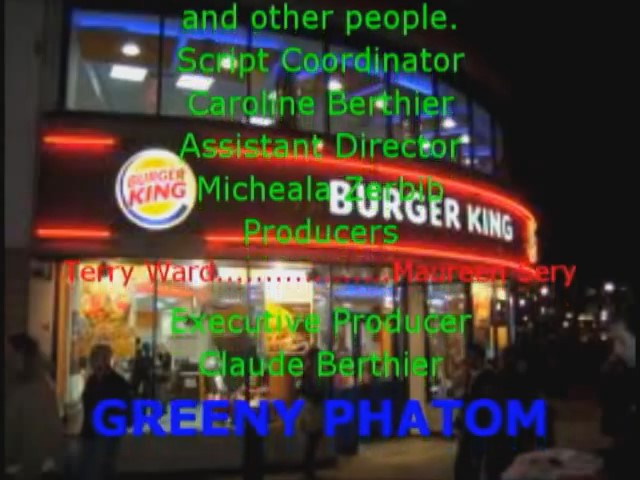 and other people.
Script Coordinator
Caroline Berthier
Assistant Director
Micheala Zerbib
BURGER KING
BURGER KING
Producers
Terry Ward..................Maureen Sery
Executive Producer
Claude Berthier
GREENY PHATOM